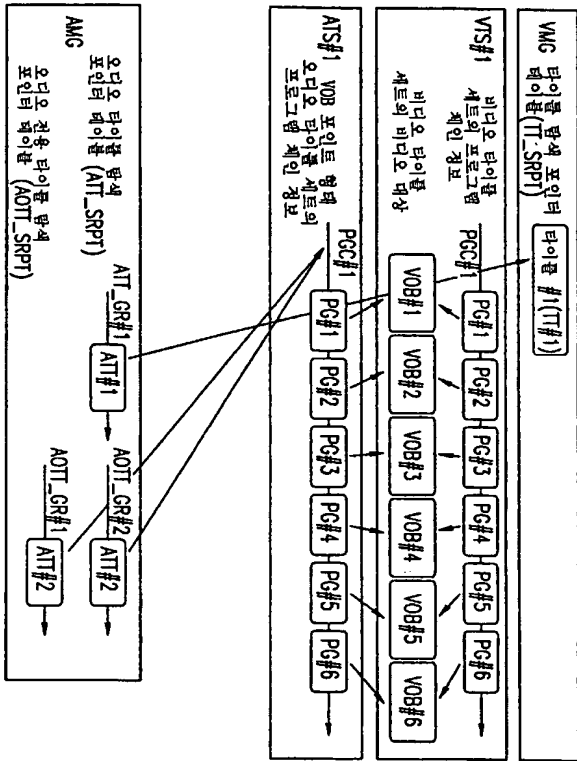 VMG 타이틀 탐색 포인터
테이블(TT_SRPT)
타이틀 #1(TT#1)
VTS#1
비디오 타이틀
세트의 프로그램
체인 정보
PGC#1
PG#1 PG#2 PG#3 PG#4 PG#5 PG#6
비디오 타이틀
세트의 비디오 대상
VOB#1 VOB#2 VOB#3 VOB#4 VOB#5 VOB#6
ATS#1 VOB 포인트 형태
오디오 타이틀 세트의
프로그램 체인 정보
PGC#1
PG#1 PG#2 PG#3 PG#4 PG#5 PG#6
AMG
오디오 타이틀 탐색
포인터 테이블 (ATT_SRPT)
ATT_GR#1
ATT#1
AOTT_GR#2
ATT#2
오디오 전용 타이틀 탐색
포인터 테이블 (AOTT_SRPT)
AOTT_GR#1
ATT#2